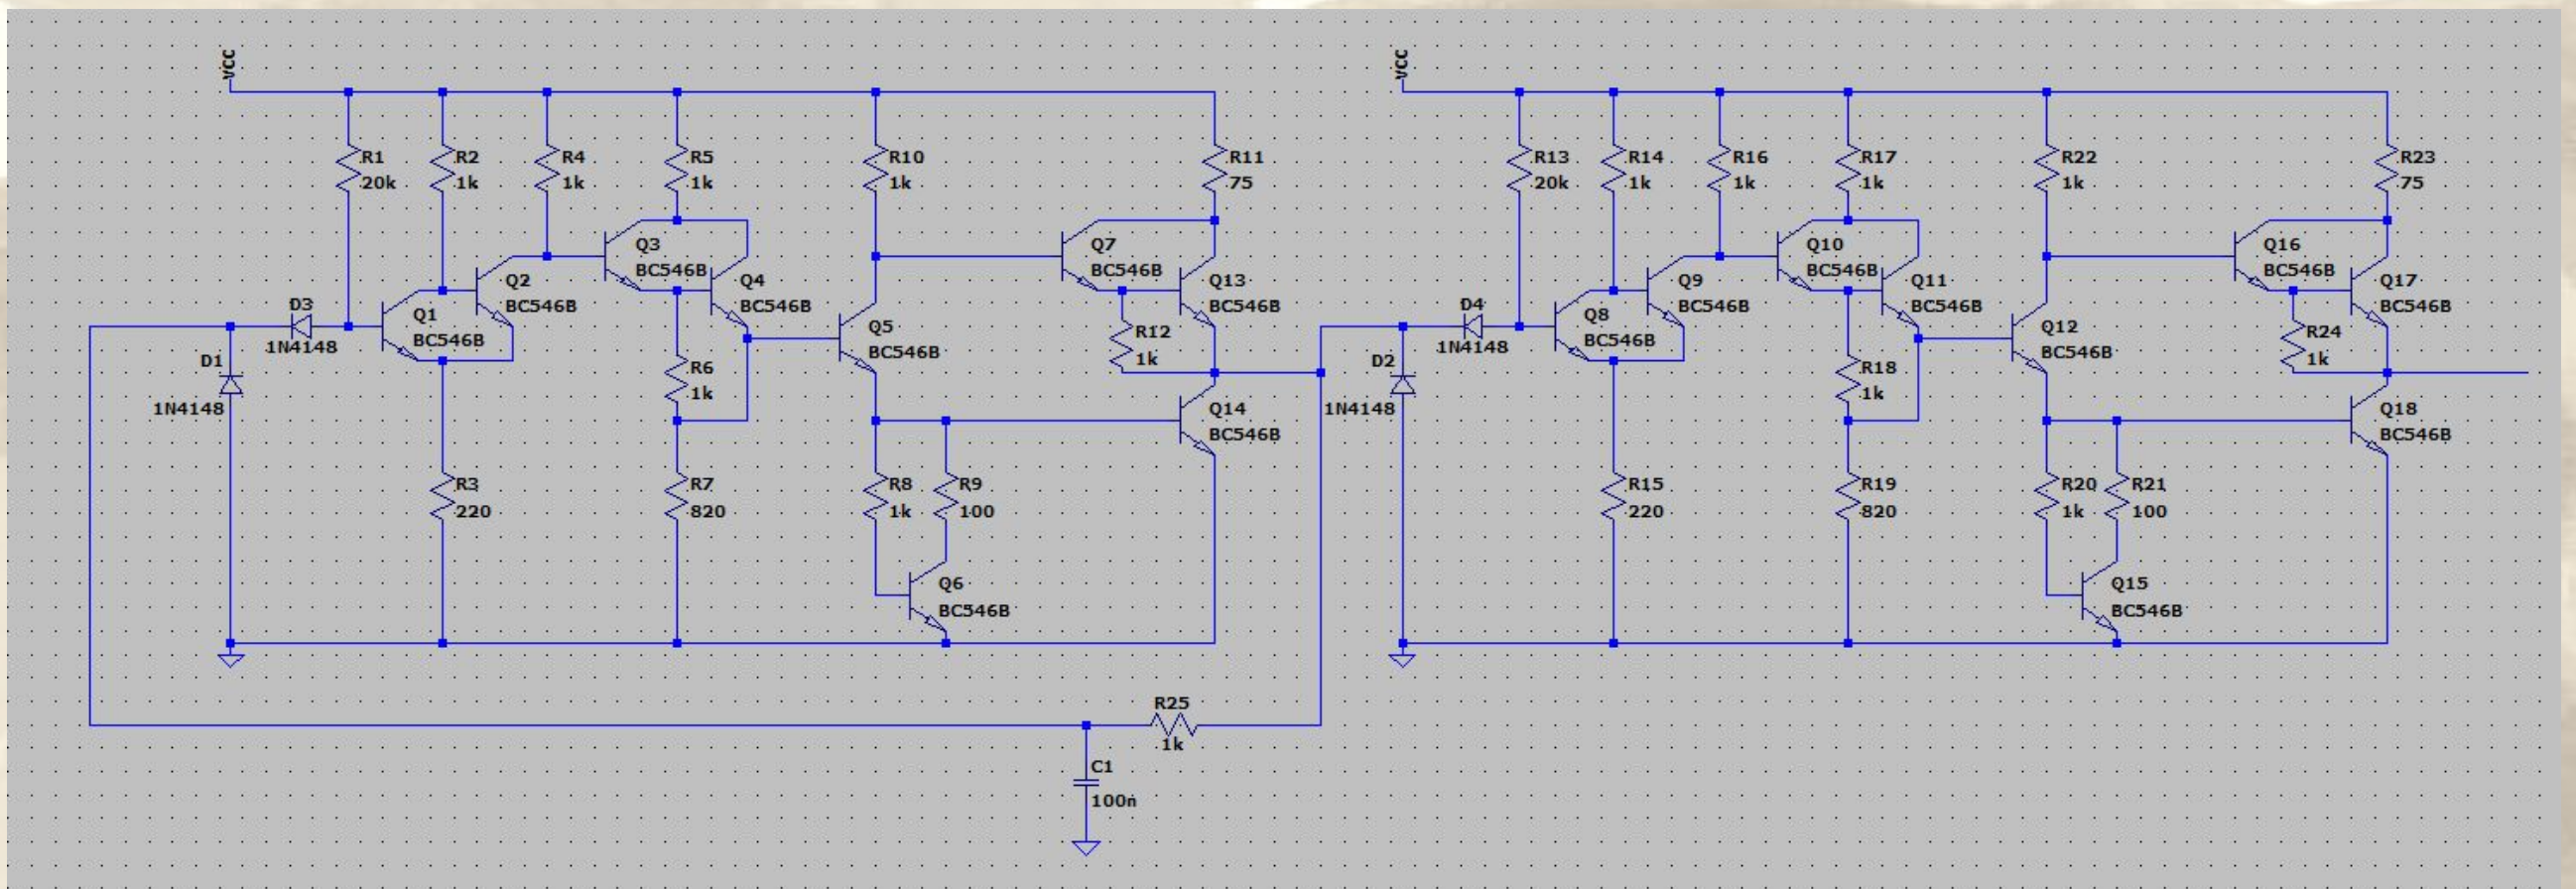 VCC
VCC
R1
20k
R2
1k
R4
1k
R5
1k
R10
1k
R11
75
R13
20k
R14
1k
R16
1k
R17
1k
R22
1k
R23
75
Q3
BC546B
Q7
BC546B
Q10
BC546B
Q16
BC546B
Q2
BC546B
Q4
BC546B
Q13
BC546B
Q9
BC546B
Q11
BC546B
Q17
BC546B
D3
1N4148
Q1
BC546B
Q5
BC546B
R12
1k
D4
1N4148
Q8
BC546B
Q12
BC546B
R24
1k
D1
1N4148
R6
1k
Q14
BC546B
D2
1N4148
R18
1k
Q18
BC546B
R3
220
R7
820
R8
1k
R9
100
R15
220
R19
820
R20
1k
R21
100
Q6
BC546B
Q15
BC546B
R25
1k
C1
100n